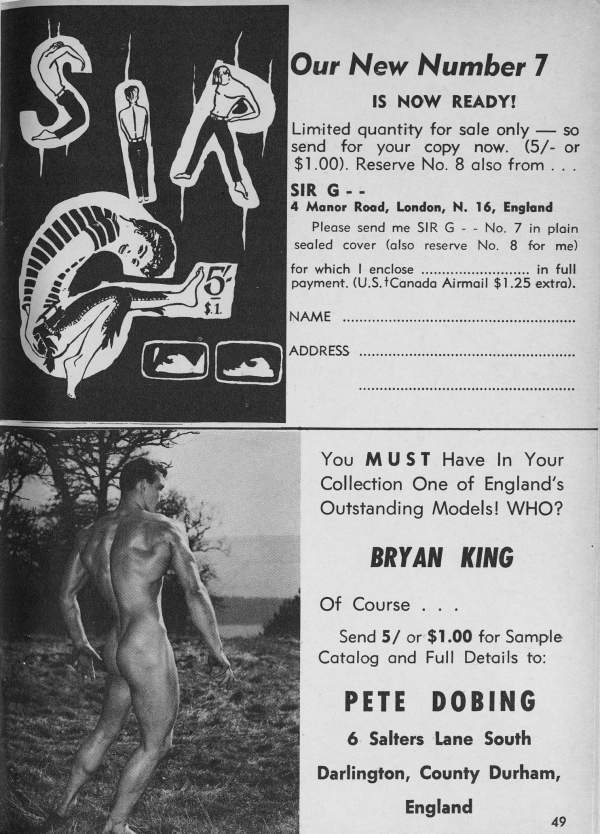 SIR G
5/-
$.1.
Our New Number 7
IS NOW READY!
Limited quantity for sale only — so
send for your copy now. (5/- or
$1.00). Reserve No. 8 also from . . .
SIR G - -
4 Manor Road, London, N. 16, England
Please send me SIR G - - No. 7 in plain
sealed cover (also reserve No. 8 for me)
for which I enclose ........................... in full
payment. (U.S.†Canada Airmail $1.25 extra).
NAME ..........................................................
ADDRESS ......................................................
......................................................
You MUST Have In Your
Collection One of England's
Outstanding Models! WHO?
BRYAN KING
Of Course . . .
Send 5/ or $1.00 for Sample
Catalog and Full Details to:
PETE DOBING
6 Salters Lane South
Darlington, County Durham,
England
49